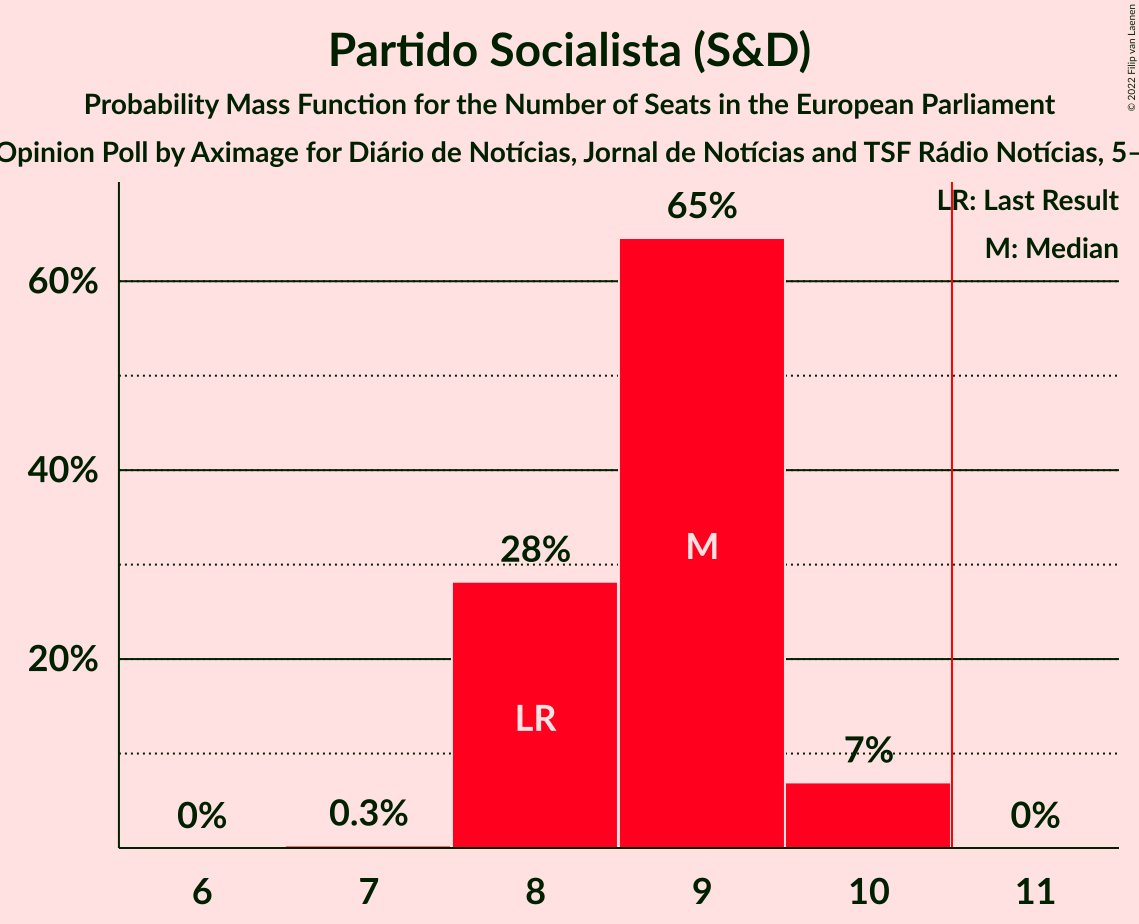 Partido Socialista (S&D)
Probability Mass Function for the Number of Seats in the European Parliament
Opinion Poll by Aximage for Diário de Notícias, Jornal de Notícias and TSF Rádio Notícias, 5–
© 2022 Filip van Laenen
LR: Last Result
M: Median
60%
40%
20%
0%
0.3%
28%
65%
7%
0%
LR
M
6
7
8
9
10
11